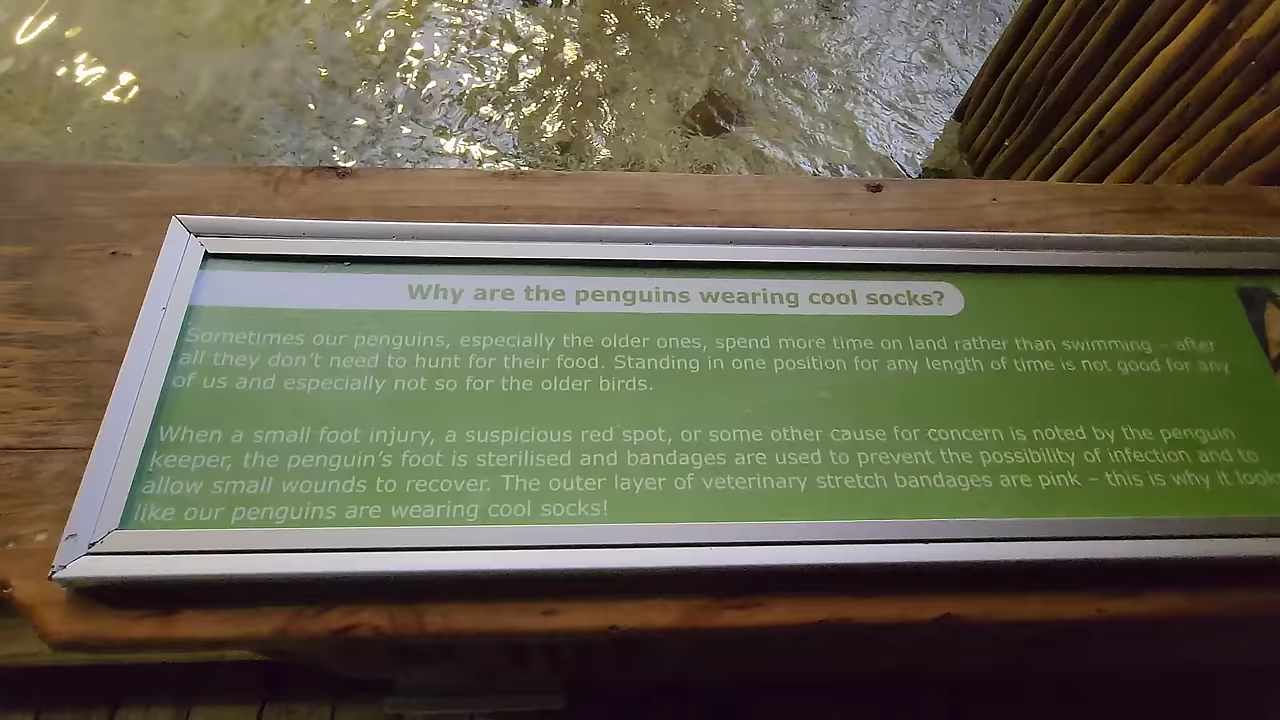 Why are the penguins wearing cool socks?
Sometimes our penguins, especially the older ones, spend more time on land rather than swimming – after
all they don't need to hunt for their food. Standing in one position for any length of time is not good for any
of us and especially not so for the older birds.
When a small foot injury, a suspicious red spot, or some other cause for concern is noted by the penguin
keeper, the penguin's foot is sterilised and bandages are used to prevent the possibility of infection and to
allow small wounds to recover. The outer layer of veterinary stretch bandages are pink – this is why it looks
like our penguins are wearing cool socks!